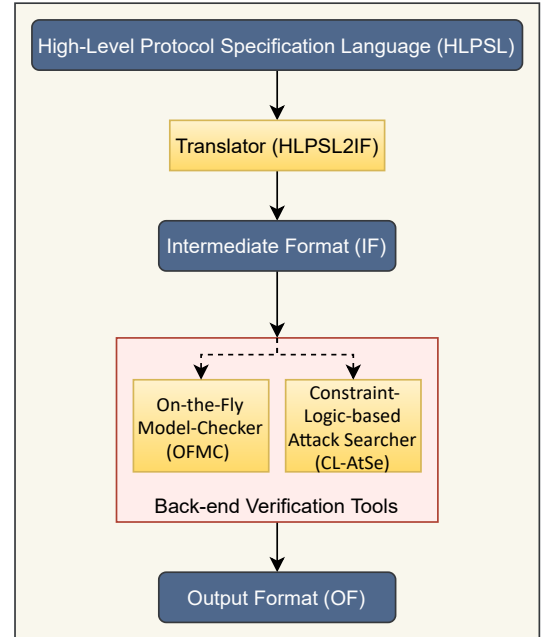 High-Level Protocol Specification Language (HLPSL)
Translator (HLPSL2IF)
Intermediate Format (IF)
On-the-Fly
Model-Checker
(OFMC)
Constraint-
Logic-based
Attack Searcher
(CL-AtSe)
Back-end Verification Tools
Output Format (OF)